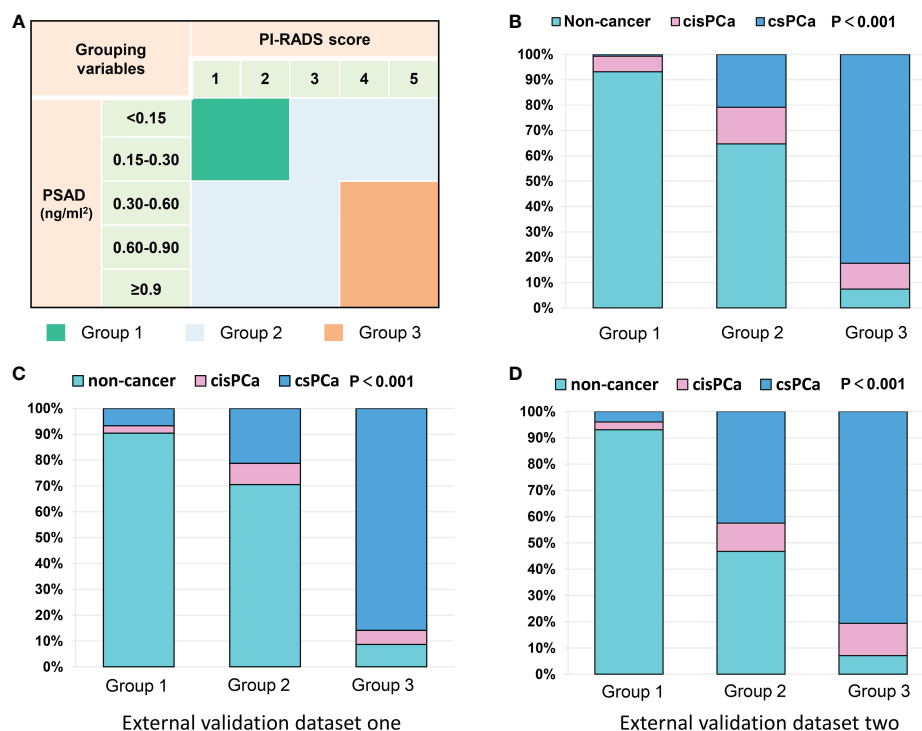 A
Grouping
variables
PI-RADS score
1 2 3 4 5
PSAD
(ng/ml²)
<0.15
0.15-0.30
0.30-0.60
0.60-0.90
≥0.9
Group 1 Group 2 Group 3
B
Non-cancer cisPCa csPCa P<0.001
100%
90%
80%
70%
60%
50%
40%
30%
20%
10%
0%
Group 1 Group 2 Group 3
C
non-cancer cisPCa csPCa P<0.001
100%
90%
80%
70%
60%
50%
40%
30%
20%
10%
0%
Group 1 Group 2 Group 3
External validation dataset one
D
non-cancer cisPCa csPCa P<0.001
100%
90%
80%
70%
60%
50%
40%
30%
20%
10%
0%
Group 1 Group 2 Group 3
External validation dataset two